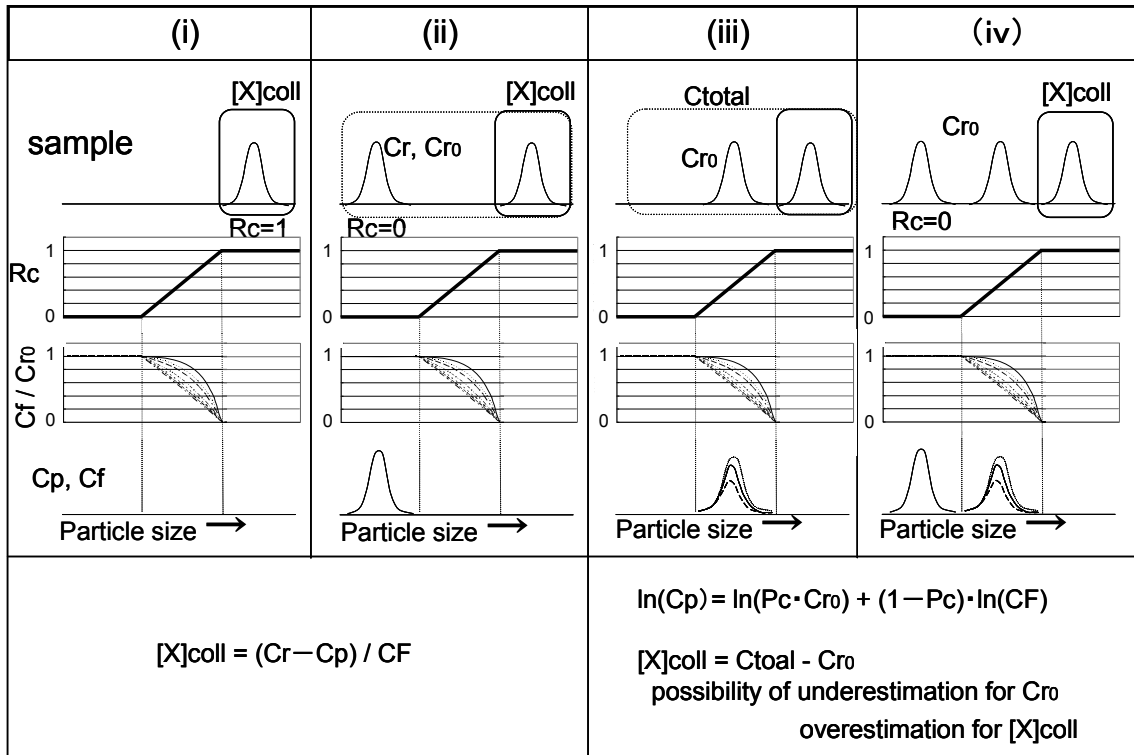 (i) (ii) (iii) (iv)
[X]coll [X]coll Ctotal [X]coll
sample Cr, Cr₀ Cr₀ Cr₀
Rc=1 Rc=0 Rc=0
Rc 1 1 1 1
0 0 0 0
Cf / Cr₀ 1 1 1 1
0 0 0 0
Cp, Cf
Particle size → Particle size → Particle size → Particle size →
[X]coll = (Cr－Cp) / CF
ln(Cp) = ln(Pc・Cr₀) + (1－Pc)・ln(CF)
[X]coll = Ctoal - Cr₀
possibility of underestimation for Cr₀
overestimation for [X]coll